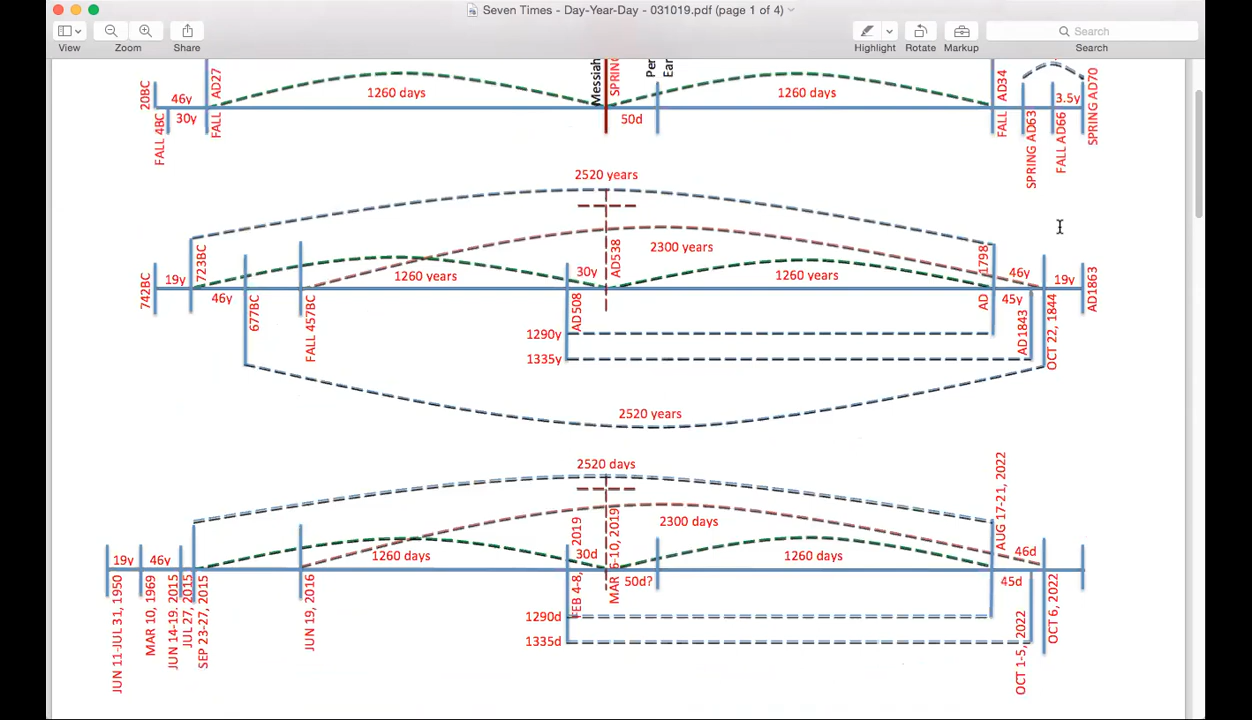 Seven Times - Day-Year-Day - 031019.pdf (page 1 of 4)
View
Zoom
Share
Highlight
Rotate
Markup
Search
Search
20BC
46y
AD27
FALL 4BC
30y
FALL
1260 days
Messiah
SPRING
Per
Ear
50d
1260 days
AD34
FALL
3.5y
SPRING AD63
FALL AD66
SPRING AD70
2520 years
2300 years
742BC
19y
723BC
46y
677BC
FALL 457BC
1260 years
30y
AD538
AD508
1260 years
1798
AD
46y
45y
AD1843
OCT 22, 1844
19y
AD1863
1290y
1335y
2520 years
2520 days
2300 days
19y
46y
JUN 11-JUL 31, 1950
MAR 10, 1969
JUN 14-19, 2015
JUL 27, 2015
SEP 23-27, 2015
JUN 19, 2016
1260 days
30d
FEB 4-8, 2019
MAR 6-10, 2019
50d?
1260 days
AUG 17-21, 2022
46d
45d
OCT 1-5, 2022
OCT 6, 2022
1290d
1335d